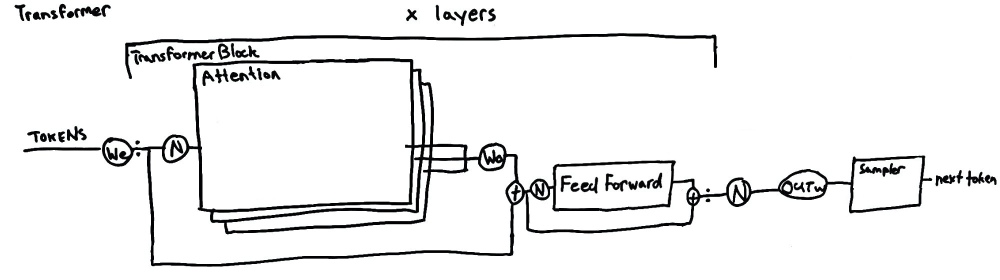 Transformer
x layers
Transformer Block
Attention
TOKENS
We
N
Wo
+
N
Feed Forward
+
N
OUTW
Sampler
next token